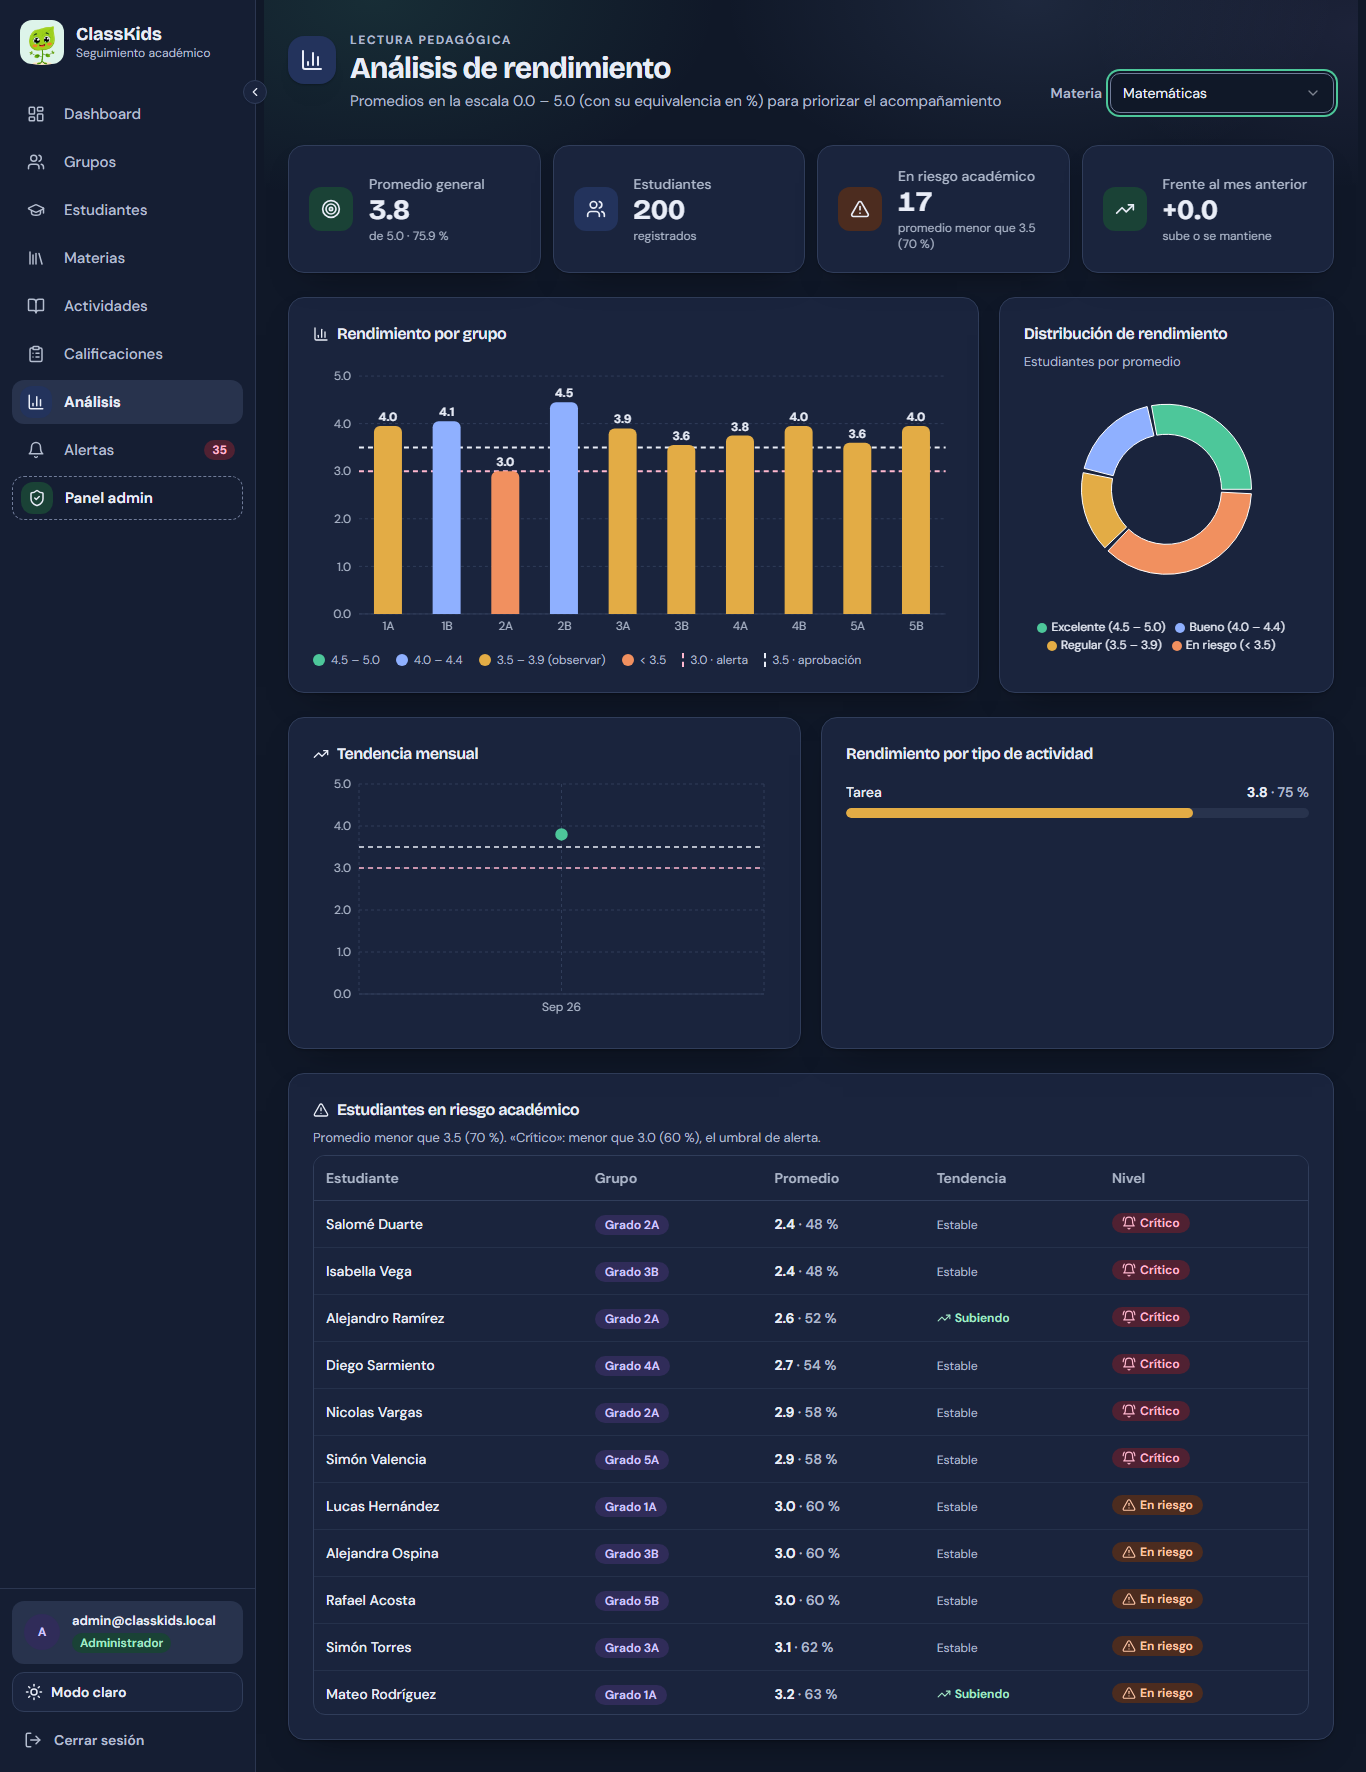 ClassKids
Seguimiento académico
Dashboard
Grupos
Estudiantes
Materias
Actividades
Calificaciones
Análisis
Alertas 35
Panel admin
admin@classkids.local
A
Administrador
Modo claro
Cerrar sesión
LECTURA PEDAGÓGICA
Análisis de rendimiento
Promedios en la escala 0.0 – 5.0 (con su equivalencia en %) para priorizar el acompañamiento
Materia Matemáticas
Promedio general
3.8
de 5.0 · 75.9 %
Estudiantes
200
registrados
En riesgo académico
17
promedio menor que 3.5
(70 %)
Frente al mes anterior
+0.0
sube o se mantiene
Rendimiento por grupo
5.0
4.0
3.0
2.0
1.0
0.0
4.0 4.1 3.0 4.5 3.9 3.6 3.8 4.0 3.6 4.0
1A 1B 2A 2B 3A 3B 4A 4B 5A 5B
4.5 – 5.0 4.0 – 4.4 3.5 – 3.9 (observar) < 3.5 3.0 · alerta 3.5 · aprobación
Distribución de rendimiento
Estudiantes por promedio
Excelente (4.5 – 5.0) Bueno (4.0 – 4.4)
Regular (3.5 – 3.9) En riesgo (< 3.5)
Tendencia mensual
5.0
4.0
3.0
2.0
1.0
0.0
Sep 26
Rendimiento por tipo de actividad
Tarea 3.8 · 75 %
Estudiantes en riesgo académico
Promedio menor que 3.5 (70 %). «Crítico»: menor que 3.0 (60 %), el umbral de alerta.
Estudiante Grupo Promedio Tendencia Nivel
Salomé Duarte Grado 2A 2.4 · 48 % Estable Crítico
Isabella Vega Grado 3B 2.4 · 48 % Estable Crítico
Alejandro Ramírez Grado 2A 2.6 · 52 % Subiendo Crítico
Diego Sarmiento Grado 4A 2.7 · 54 % Estable Crítico
Nicolas Vargas Grado 2A 2.9 · 58 % Estable Crítico
Simón Valencia Grado 5A 2.9 · 58 % Estable Crítico
Lucas Hernández Grado 1A 3.0 · 60 % Estable En riesgo
Alejandra Ospina Grado 3B 3.0 · 60 % Estable En riesgo
Rafael Acosta Grado 5B 3.0 · 60 % Estable En riesgo
Simón Torres Grado 3A 3.1 · 62 % Estable En riesgo
Mateo Rodríguez Grado 1A 3.2 · 63 % Subiendo En riesgo